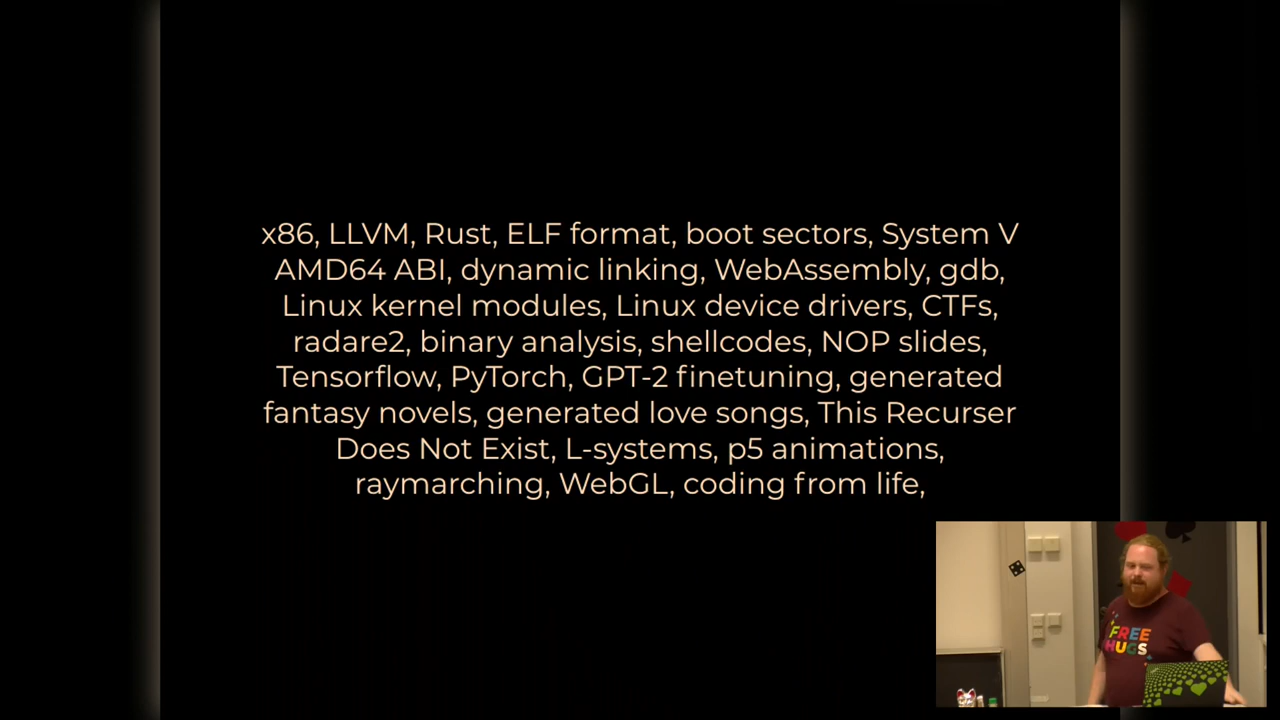 x86, LLVM, Rust, ELF format, boot sectors, System V
AMD64 ABI, dynamic linking, WebAssembly, gdb,
Linux kernel modules, Linux device drivers, CTFs,
radare2, binary analysis, shellcodes, NOP slides,
Tensorflow, PyTorch, GPT-2 finetuning, generated
fantasy novels, generated love songs, This Recurser
Does Not Exist, L-systems, p5 animations,
raymarching, WebGL, coding from life,
FREE
HUGS